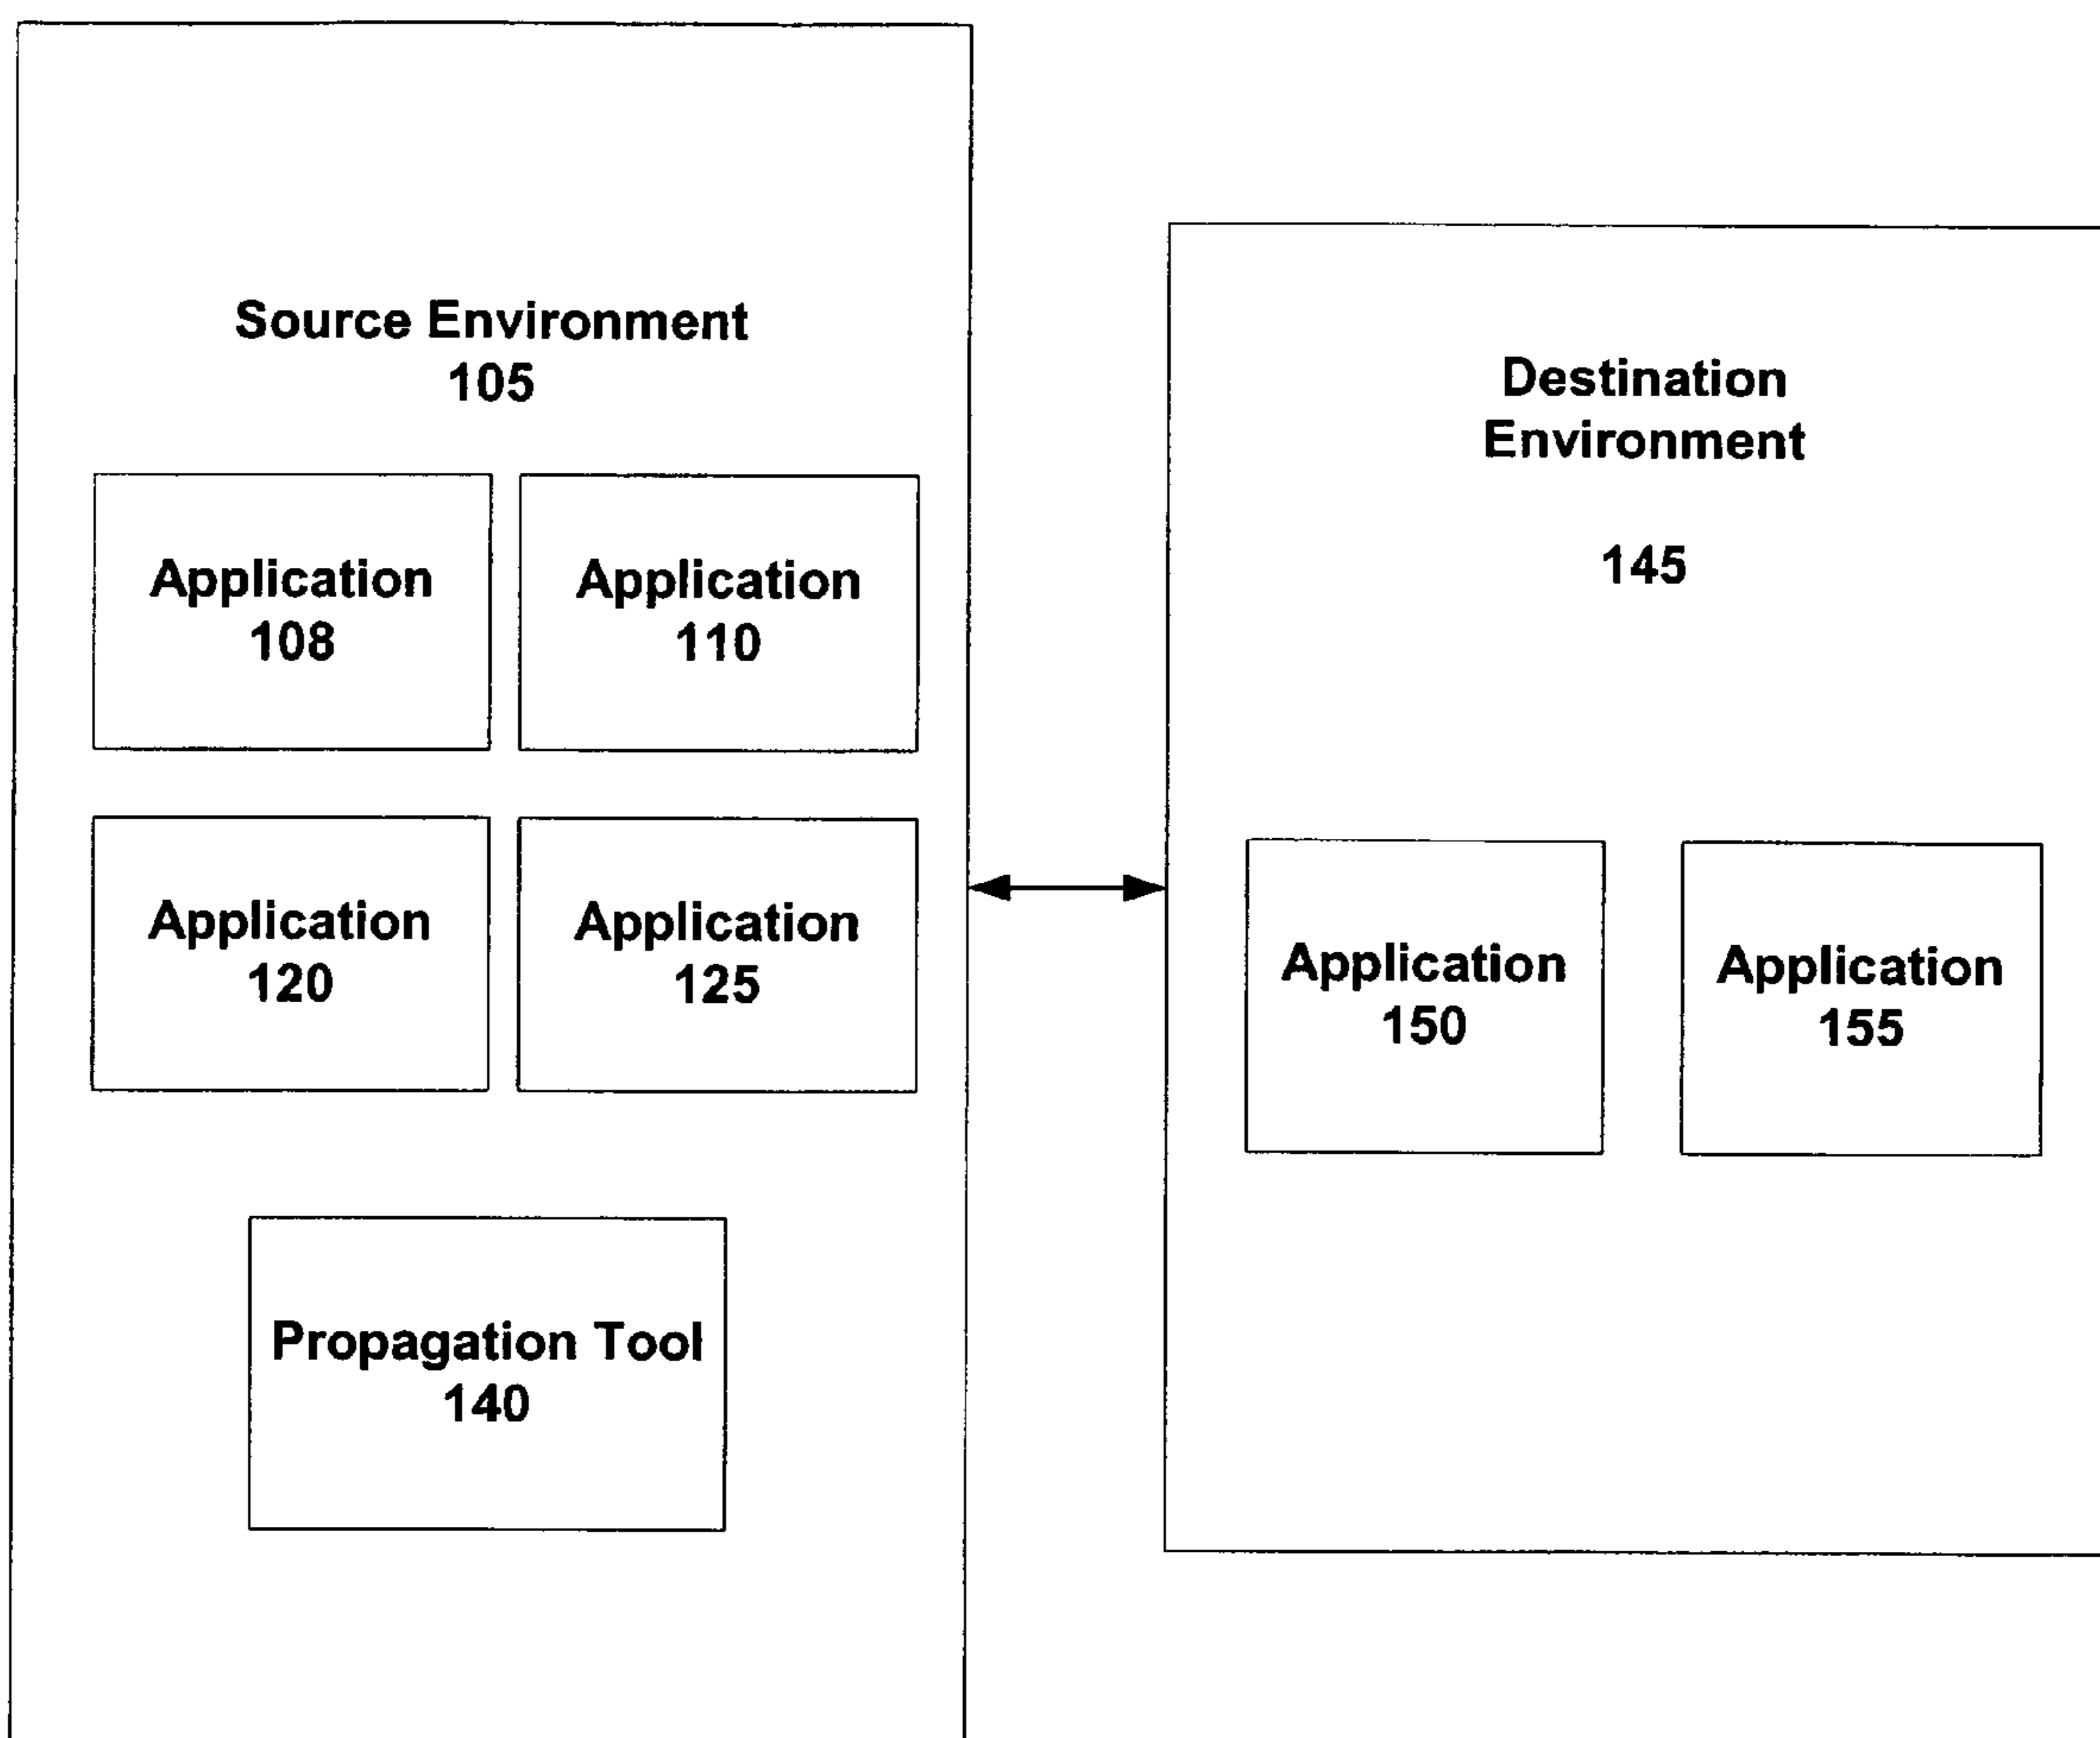 Source Environment
105
Application
108
Application
110
Application
120
Application
125
Propagation Tool
140
Destination
Environment
145
Application
150
Application
155